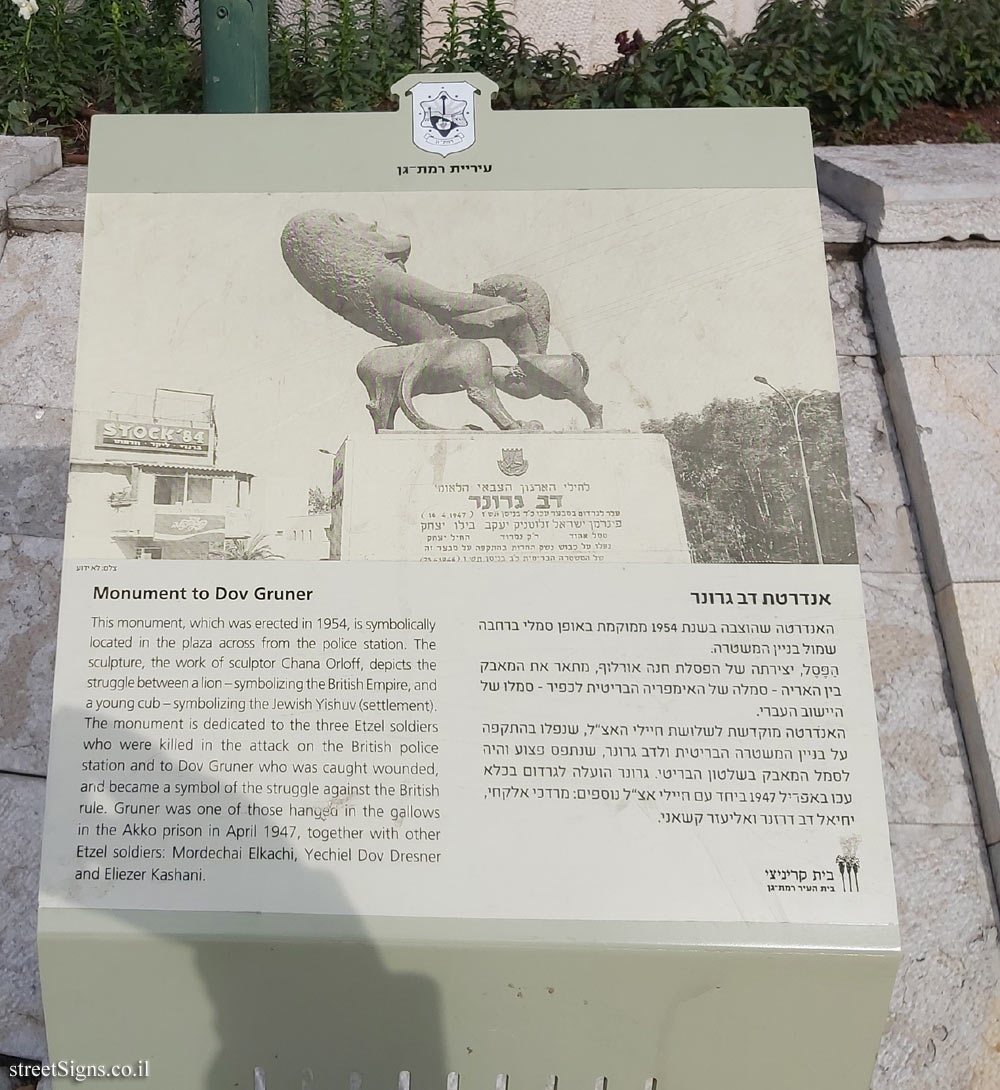 עיריית רמת-גן
STOCK 84
לחיילי הארגון הצבאי הלאומי
דב גרונר
פיגרמן ישראל זלוטניק יעקב בילו יצחק
צלם: לא ידוע
Monument to Dov Gruner
This monument, which was erected in 1954, is symbolically
located in the plaza across from the police station. The
sculpture, the work of sculptor Chana Orloff, depicts the
struggle between a lion – symbolizing the British Empire, and
a young cub – symbolizing the Jewish Yishuv (settlement).
The monument is dedicated to the three Etzel soldiers
who were killed in the attack on the British police
station and to Dov Gruner who was caught wounded,
and became a symbol of the struggle against the British
rule. Gruner was one of those hanged in the gallows
in the Akko prison in April 1947, together with other
Etzel soldiers: Mordechai Elkachi, Yechiel Dov Dresner
and Eliezer Kashani.
אנדרטת דב גרונר
האנדרטה שהוצבה בשנת 1954 ממוקמת באופן סמלי ברחבה
שמול בניין המשטרה.
הַפֶּסֶל, יצירתה של הפסלת חנה אורלוף, מתאר את המאבק
בין האריה - סמלה של האימפריה הבריטית לכפיר - סמלו של
היישוב העברי.
האנדרטה מוקדשת לשלושת חיילי האצ"ל, שנפלו בהתקפה
על בניין המשטרה הבריטית ולדב גרונר, שנתפס פצוע והיה
לסמל המאבק בשלטון הבריטי. גרונר הועלה לגרדום בכלא
עכו באפריל 1947 ביחד עם חיילי אצ"ל נוספים: מרדכי אלקחי,
יחיאל דב דרזנר ואליעזר קשאני.
בית קריניצי
בית העיר רמת-גן
streetSigns.co.il